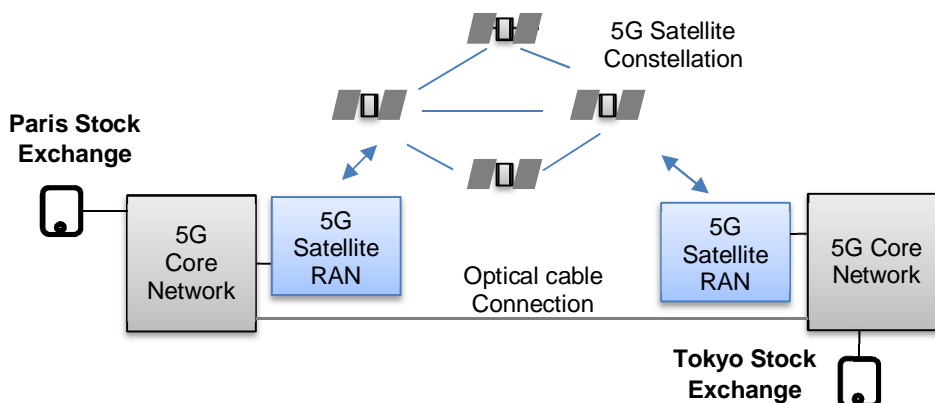 5G Satellite
Constellation
Paris Stock
Exchange
5G
Core
Network
5G
Satellite
RAN
Optical cable
Connection
5G
Satellite
RAN
5G Core
Network
Tokyo Stock
Exchange